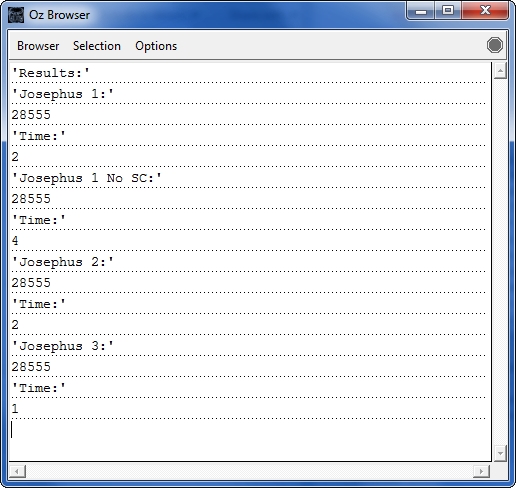 Oz Browser
Browser Selection Options
'Results:'
'Josephus 1:'
28555
'Time:'
2
'Josephus 1 No SC:'
28555
'Time:'
4
'Josephus 2:'
28555
'Time:'
2
'Josephus 3:'
28555
'Time:'
1